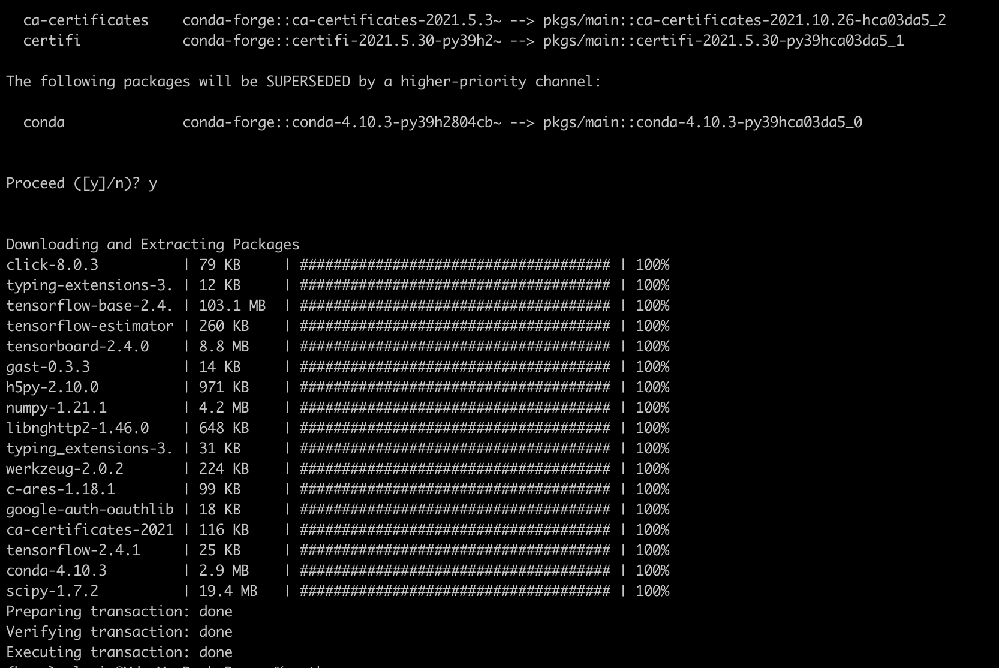 ca-certificates conda-forge::ca-certificates-2021.5.3~ --> pkgs/main::ca-certificates-2021.10.26-hca03da5_2
certifi conda-forge::certifi-2021.5.30-py39h2~ --> pkgs/main::certifi-2021.5.30-py39hca03da5_1
The following packages will be SUPERSEDED by a higher-priority channel:
conda conda-forge::conda-4.10.3-py39h2804cb~ --> pkgs/main::conda-4.10.3-py39hca03da5_0
Proceed ([y]/n)? y
Downloading and Extracting Packages
click-8.0.3 | 79 KB | ##################################### | 100%
typing-extensions-3. | 12 KB | ##################################### | 100%
tensorflow-base-2.4. | 103.1 MB | ##################################### | 100%
tensorflow-estimator | 260 KB | ##################################### | 100%
tensorboard-2.4.0 | 8.8 MB | ##################################### | 100%
gast-0.3.3 | 14 KB | ##################################### | 100%
h5py-2.10.0 | 971 KB | ##################################### | 100%
numpy-1.21.1 | 4.2 MB | ##################################### | 100%
libnghttp2-1.46.0 | 648 KB | ##################################### | 100%
typing_extensions-3. | 31 KB | ##################################### | 100%
werkzeug-2.0.2 | 224 KB | ##################################### | 100%
c-ares-1.18.1 | 99 KB | ##################################### | 100%
google-auth-oauthlib | 18 KB | ##################################### | 100%
ca-certificates-2021 | 116 KB | ##################################### | 100%
tensorflow-2.4.1 | 25 KB | ##################################### | 100%
conda-4.10.3 | 2.9 MB | ##################################### | 100%
scipy-1.7.2 | 19.4 MB | ##################################### | 100%
Preparing transaction: done
Verifying transaction: done
Executing transaction: done